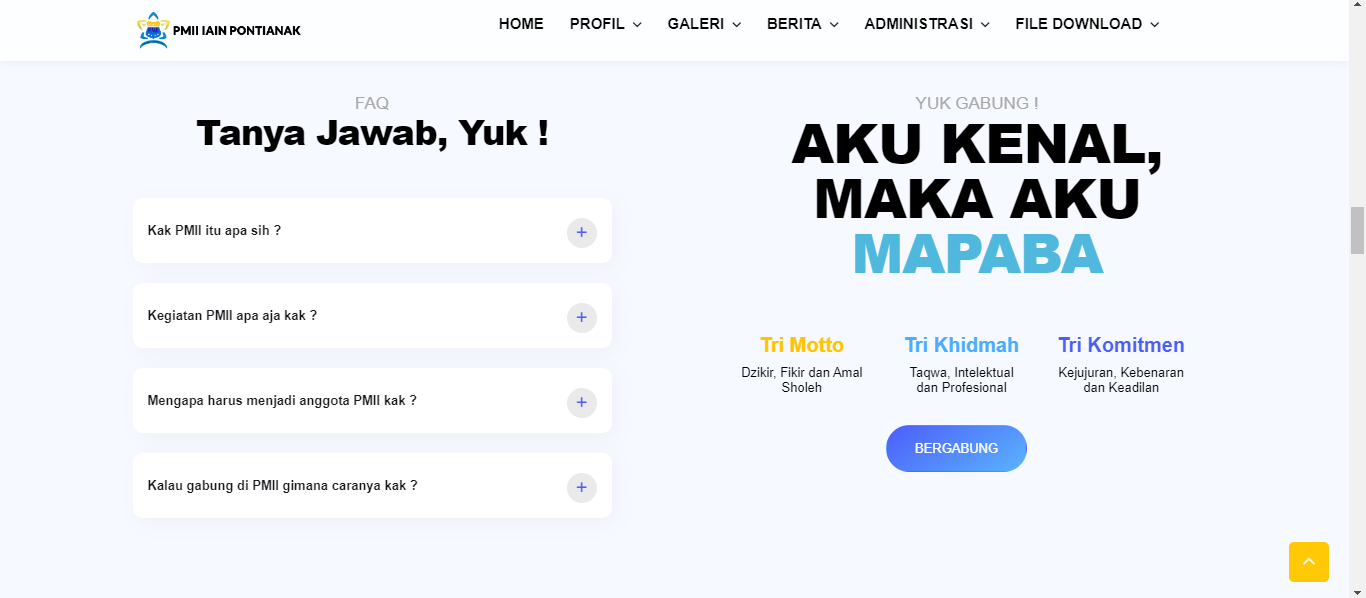 PMII IAIN PONTIANAK
HOME PROFIL GALERI BERITA ADMINISTRASI FILE DOWNLOAD
FAQ
Tanya Jawab, Yuk !
Kak PMII itu apa sih ?
Kegiatan PMII apa aja kak ?
Mengapa harus menjadi anggota PMII kak ?
Kalau gabung di PMII gimana caranya kak ?
YUK GABUNG !
AKU KENAL,
MAKA AKU
MAPABA
Tri Motto
Dzikir, Fikir dan Amal
Sholeh
Tri Khidmah
Taqwa, Intelektual
dan Profesional
Tri Komitmen
Kejujuran, Kebenaran
dan Keadilan
BERGABUNG